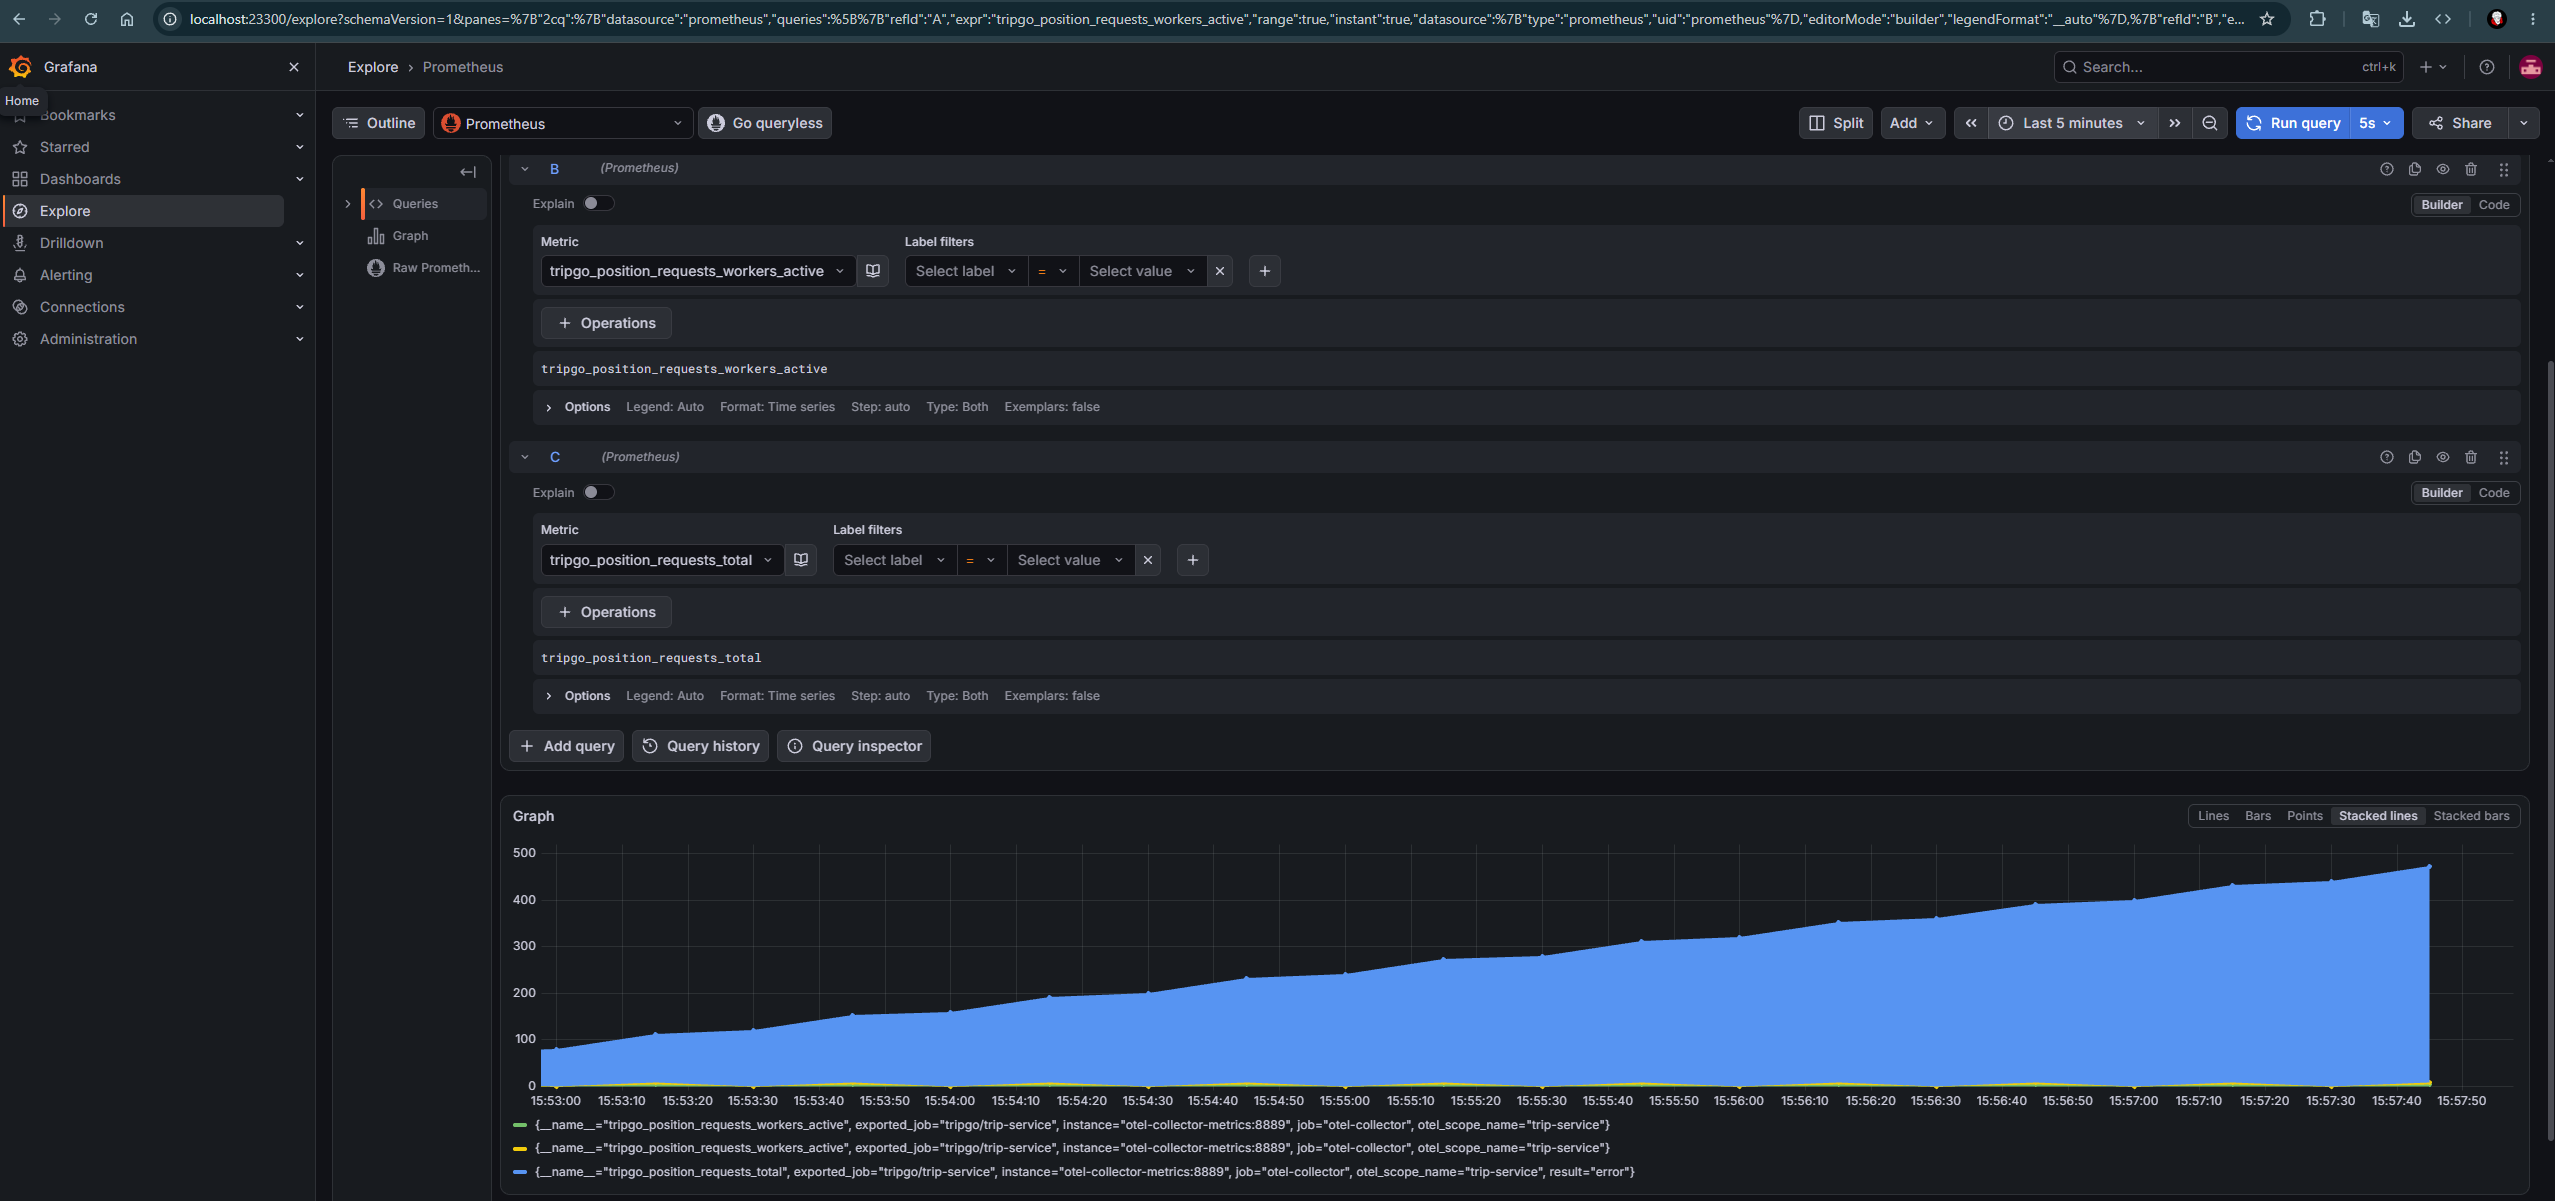 localhost:23300/explore?schemaVersion=1&panes=%7B"2cq":%7B"datasource":"prometheus","queries":%5B%7B"refId":"A","expr":"tripgo_position_requests_workers_active","range":true,"instant":true,"datasource":%7B"type":"prometheus","uid":"prometheus"%7D,"editorMode":"builder","legendFormat":"__auto"%7D,%7B"refId":"B","e...
Grafana
Explore › Prometheus
Search... ctrl+k
Home
Bookmarks
Starred
Dashboards
Explore
Drilldown
Alerting
Connections
Administration
Outline Prometheus Go queryless Split Add Last 5 minutes Run query 5s Share
Queries
Graph
Raw Prometh...
B (Prometheus)
Explain Builder Code
Metric Label filters
tripgo_position_requests_workers_active Select label = Select value
+ Operations
tripgo_position_requests_workers_active
Options Legend: Auto Format: Time series Step: auto Type: Both Exemplars: false
C (Prometheus)
Explain Builder Code
Metric Label filters
tripgo_position_requests_total Select label = Select value
+ Operations
tripgo_position_requests_total
Options Legend: Auto Format: Time series Step: auto Type: Both Exemplars: false
+ Add query Query history Query inspector
Graph Lines Bars Points Stacked lines Stacked bars
500
400
300
200
100
0
15:53:00 15:53:10 15:53:20 15:53:30 15:53:40 15:53:50 15:54:00 15:54:10 15:54:20 15:54:30 15:54:40 15:54:50 15:55:00 15:55:10 15:55:20 15:55:30 15:55:40 15:55:50 15:56:00 15:56:10 15:56:20 15:56:30 15:56:40 15:56:50 15:57:00 15:57:10 15:57:20 15:57:30 15:57:40 15:57:50
{__name__="tripgo_position_requests_workers_active", exported_job="tripgo/trip-service", instance="otel-collector-metrics:8889", job="otel-collector", otel_scope_name="trip-service"}
{__name__="tripgo_position_requests_workers_active", exported_job="tripgo/trip-service", instance="otel-collector-metrics:8889", job="otel-collector", otel_scope_name="trip-service"}
{__name__="tripgo_position_requests_total", exported_job="tripgo/trip-service", instance="otel-collector-metrics:8889", job="otel-collector", otel_scope_name="trip-service", result="error"}